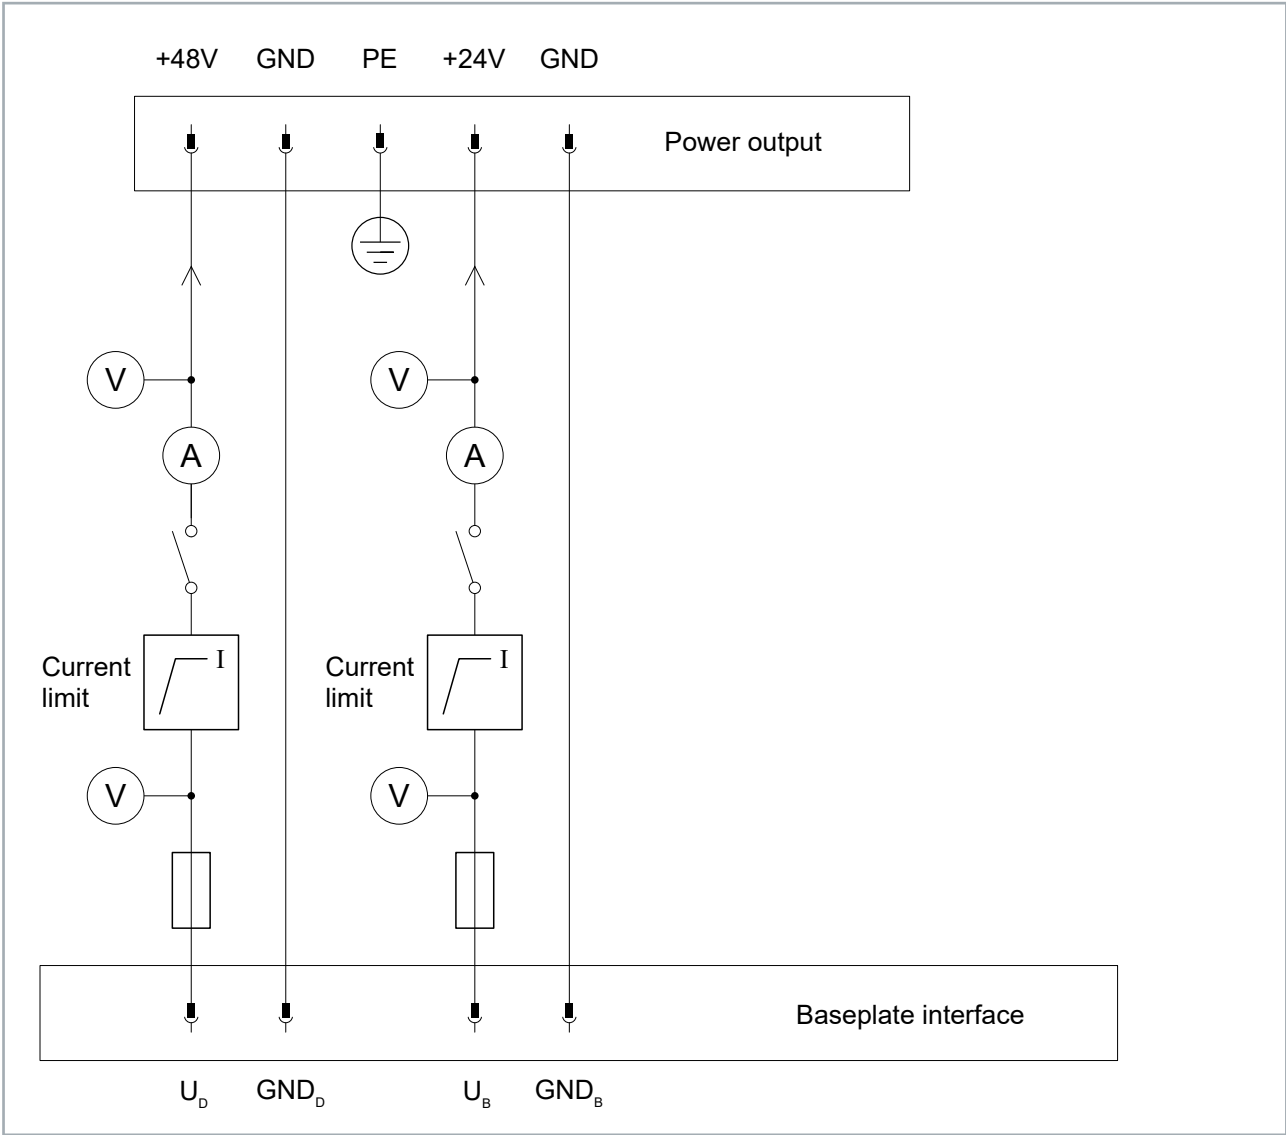 +48V GND PE +24V GND
Power output
V V
A A
I I
Current Current
limit limit
V V
Baseplate interface
U_D GND_D U_B GND_B